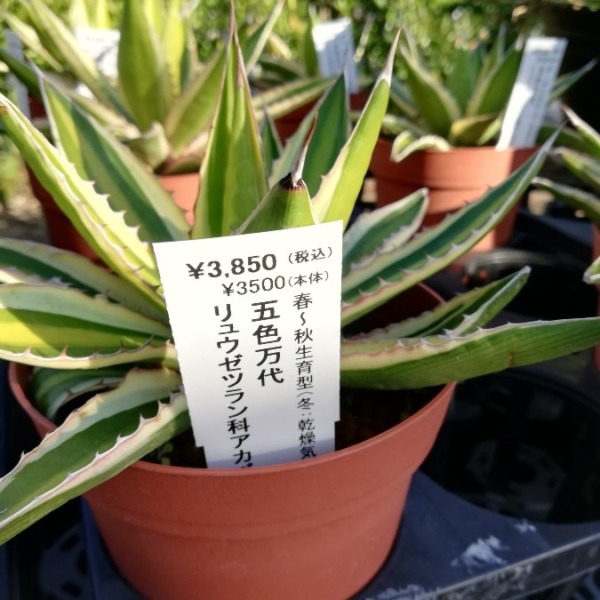 ¥3,850（税込）
¥3500（本体）
春～秋生育型（冬：乾燥気
五色万代
リュウゼツラン科アガ